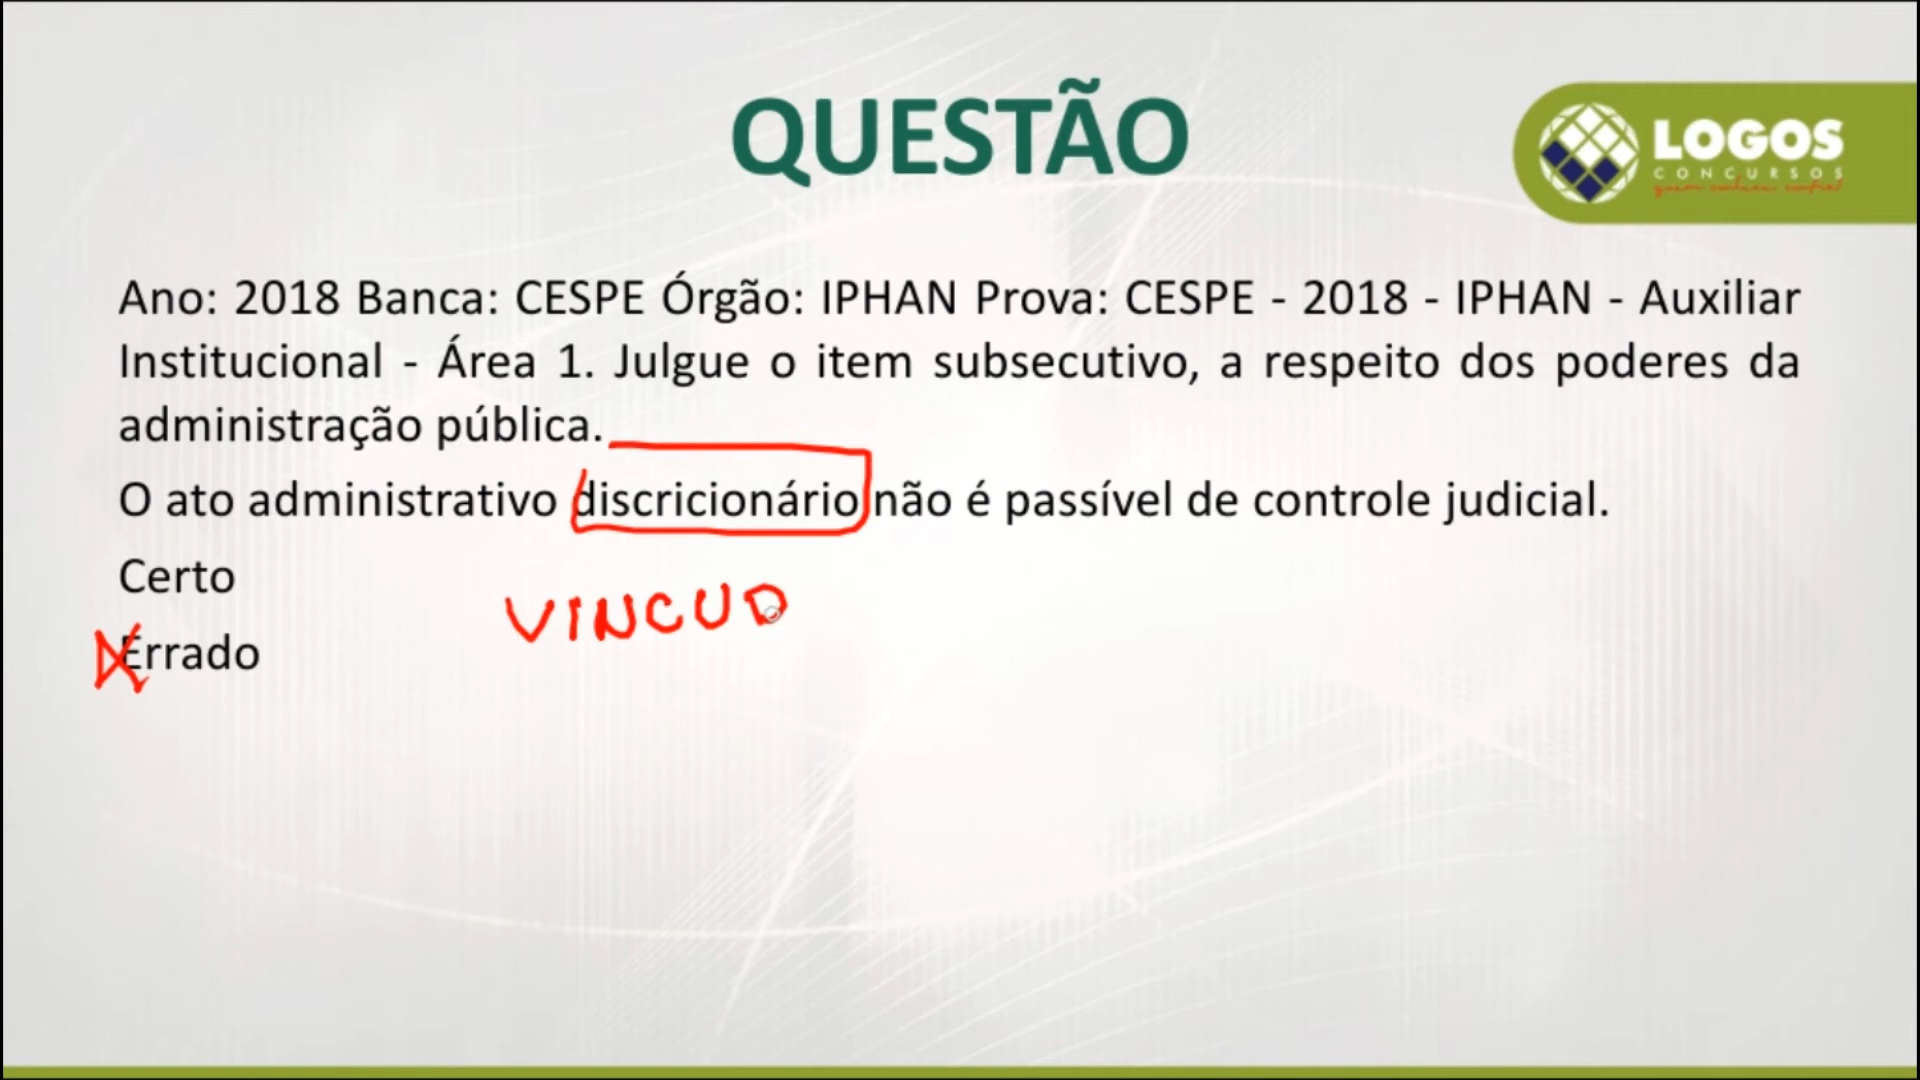 QUESTÃO
LOGOS
CONCURSOS
Ano: 2018 Banca: CESPE Órgão: IPHAN Prova: CESPE - 2018 - IPHAN - Auxiliar
Institucional - Área 1. Julgue o item subsecutivo, a respeito dos poderes da
administração pública.
O ato administrativo discricionário não é passível de controle judicial.
Certo
VINCUD
Errado